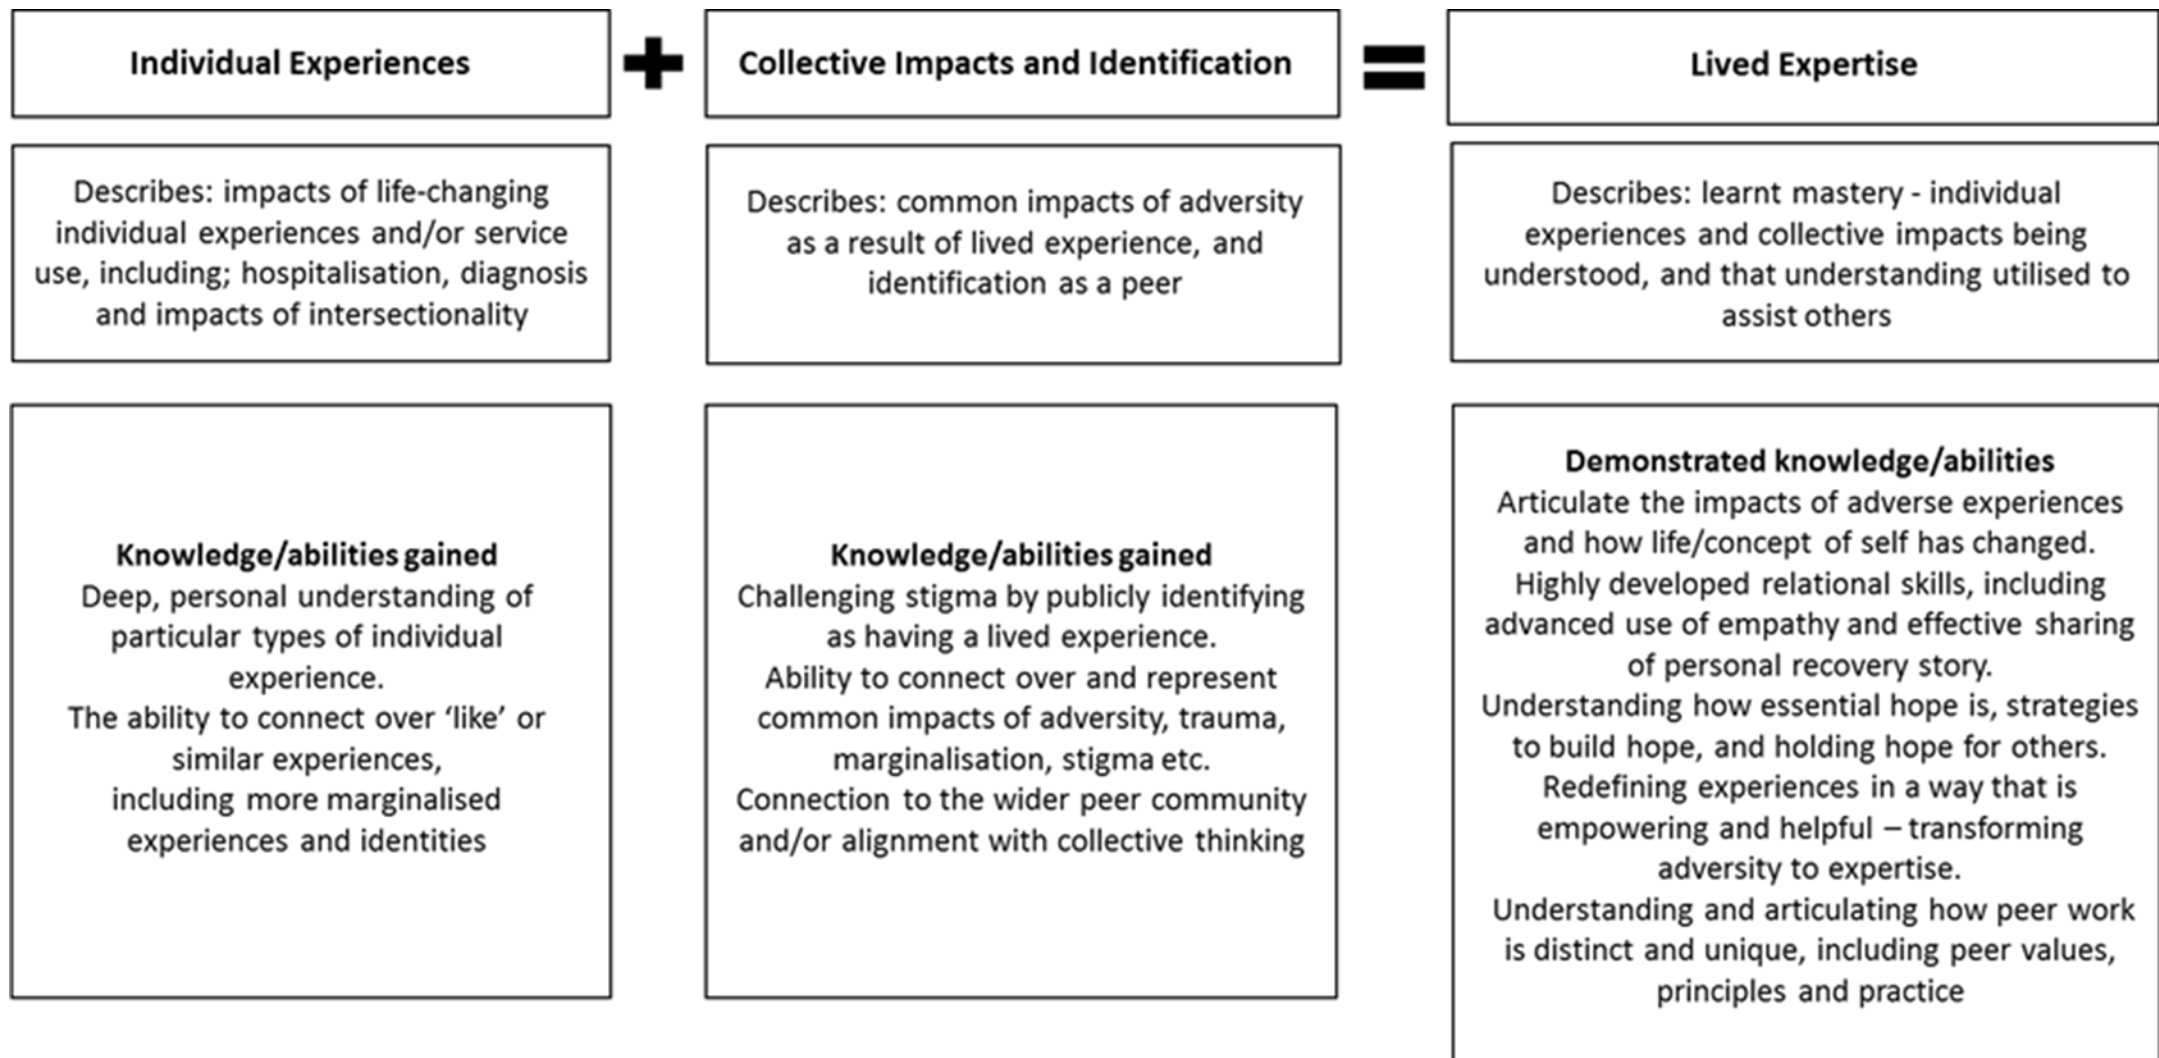 Individual Experiences
Collective Impacts and Identification
Lived Expertise
Describes: impacts of life-changing
individual experiences and/or service
use, including; hospitalisation, diagnosis
and impacts of intersectionality
Describes: common impacts of adversity
as a result of lived experience, and
identification as a peer
Describes: learnt mastery - individual
experiences and collective impacts being
understood, and that understanding utilised to
assist others
Knowledge/abilities gained
Deep, personal understanding of
particular types of individual
experience.
The ability to connect over ‘like’ or
similar experiences,
including more marginalised
experiences and identities
Knowledge/abilities gained
Challenging stigma by publicly identifying
as having a lived experience.
Ability to connect over and represent
common impacts of adversity, trauma,
marginalisation, stigma etc.
Connection to the wider peer community
and/or alignment with collective thinking
Demonstrated knowledge/abilities
Articulate the impacts of adverse experiences
and how life/concept of self has changed.
Highly developed relational skills, including
advanced use of empathy and effective sharing
of personal recovery story.
Understanding how essential hope is, strategies
to build hope, and holding hope for others.
Redefining experiences in a way that is
empowering and helpful – transforming
adversity to expertise.
Understanding and articulating how peer work
is distinct and unique, including peer values,
principles and practice